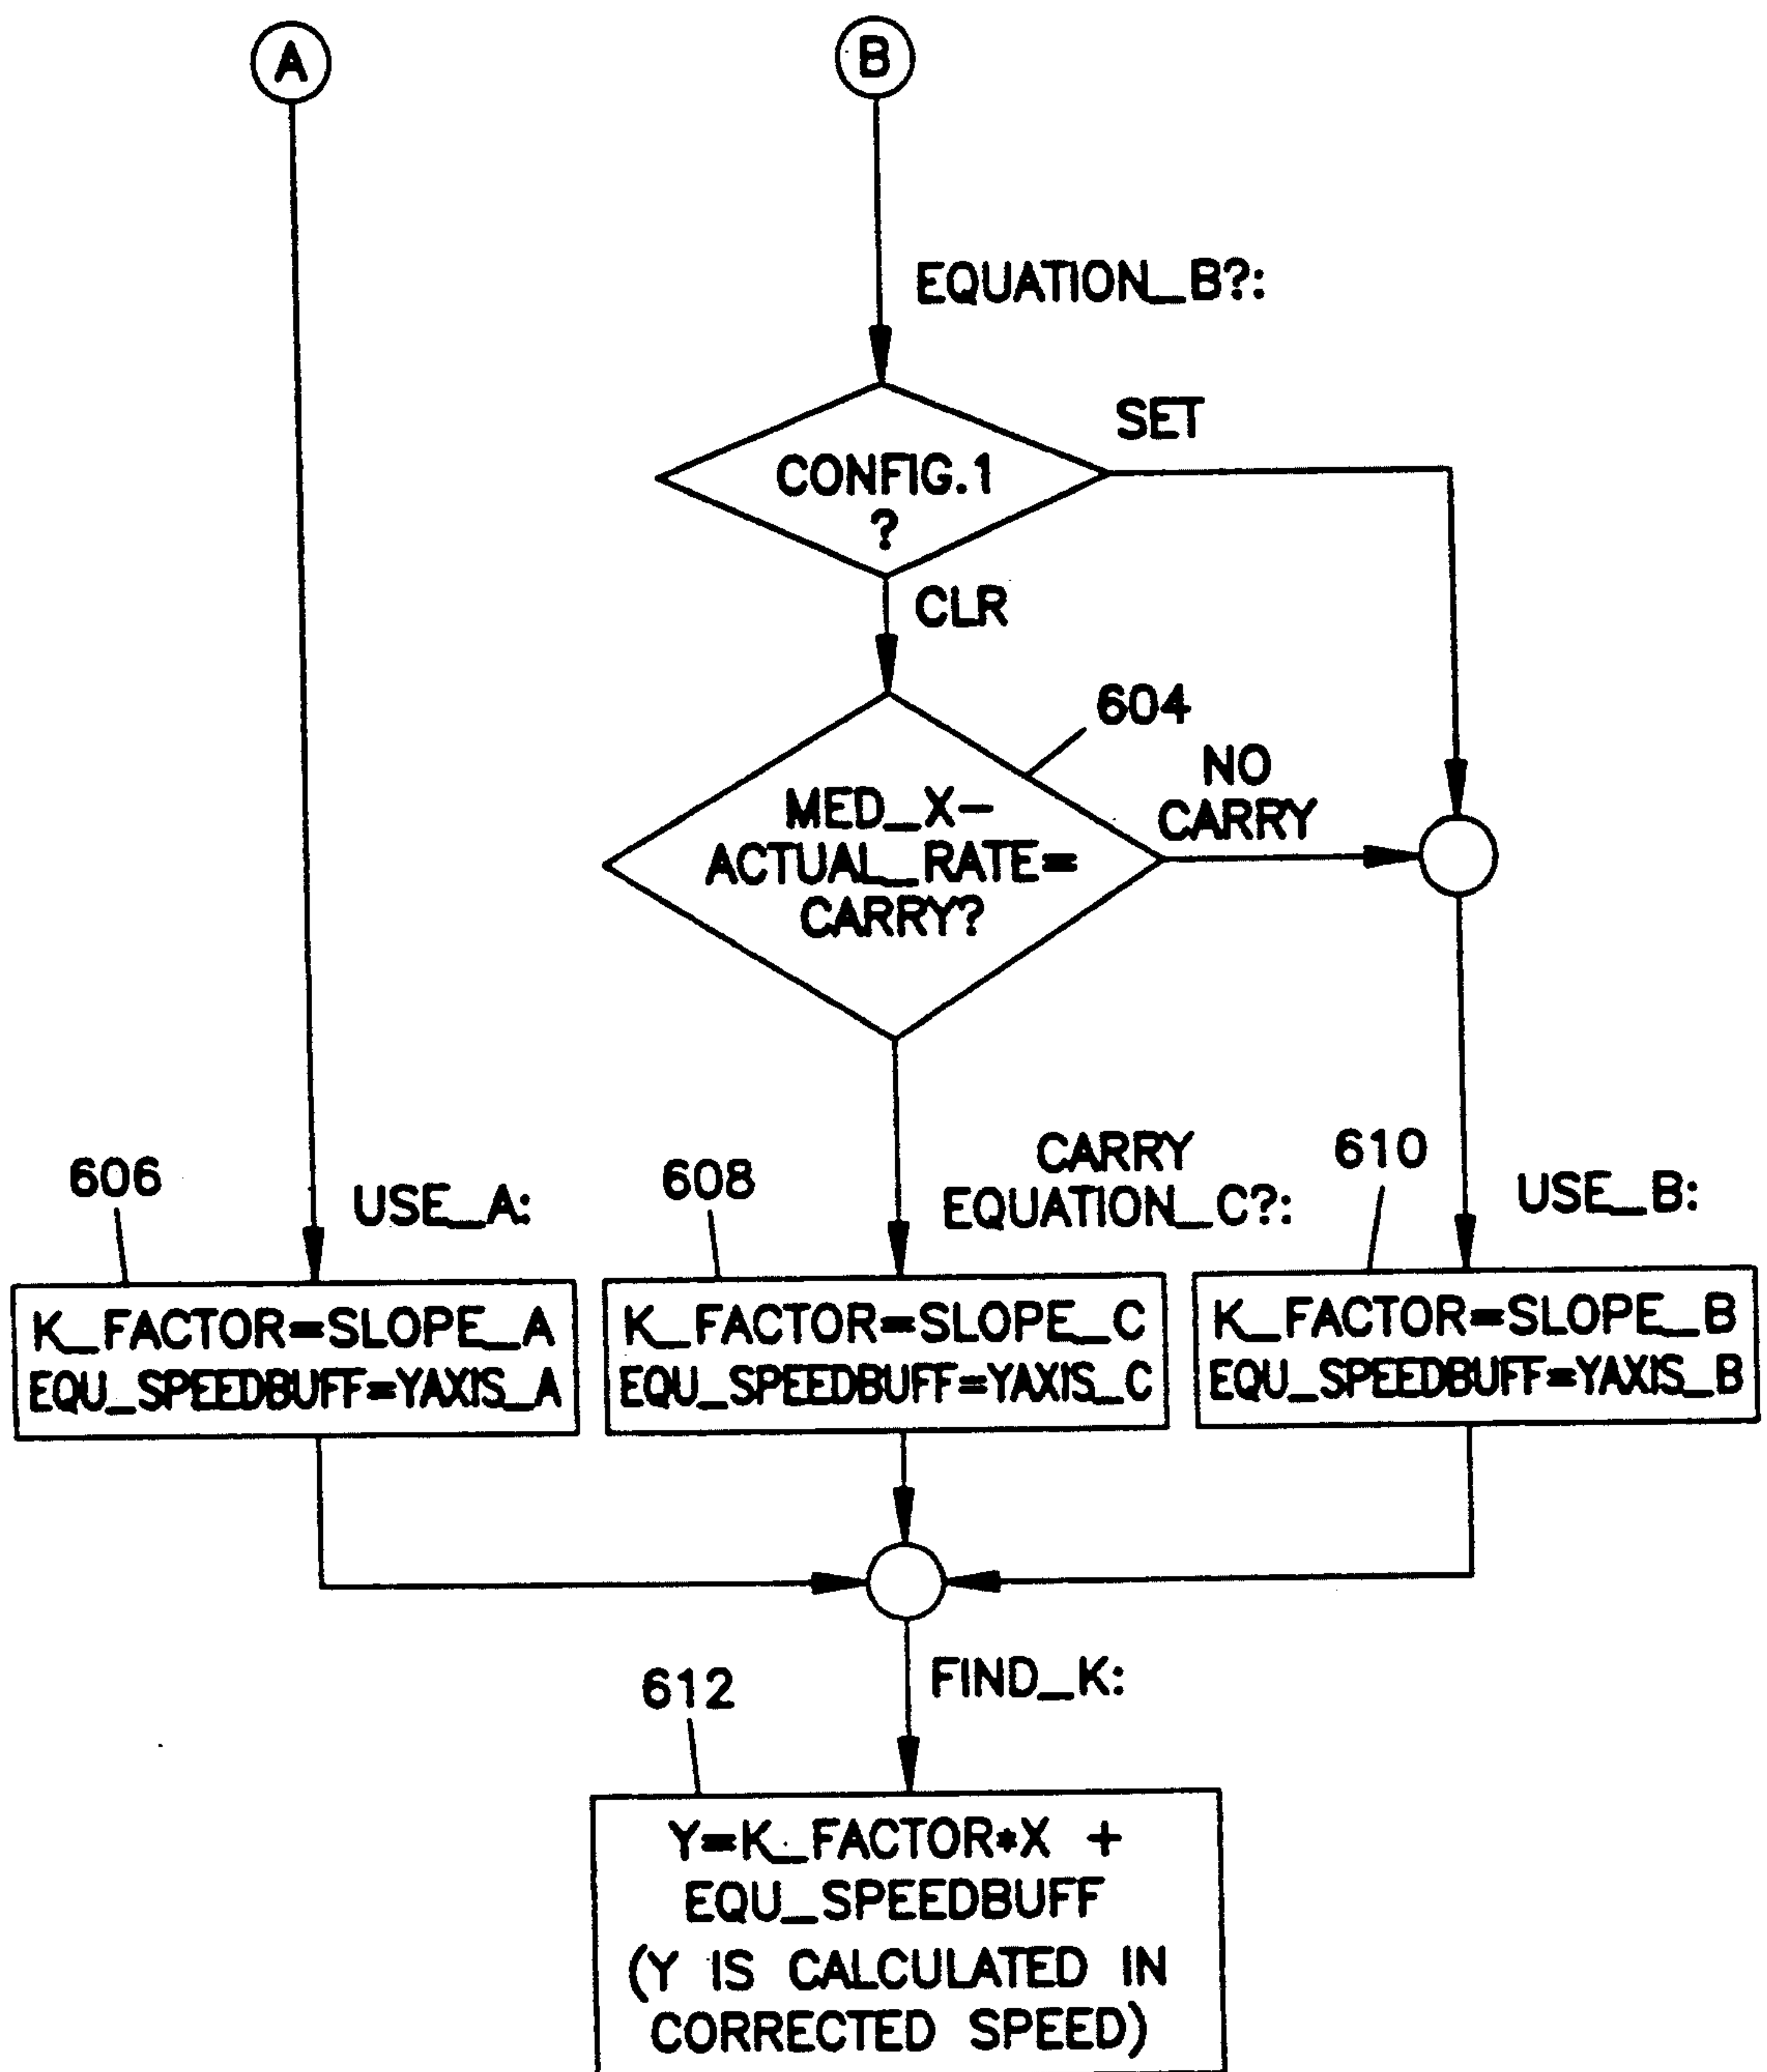 A
B
EQUATION_B?:
SET
CONFIG.1
?
CLR
604
NO
CARRY
MED_X-
ACTUAL_RATE=
CARRY?
606
USE_A:
608
CARRY
EQUATION_C?:
610
USE_B:
K_FACTOR=SLOPE_A
EQU_SPEEDBUFF=YAXIS_A
K_FACTOR=SLOPE_C
EQU_SPEEDBUFF=YAXIS_C
K_FACTOR=SLOPE_B
EQU_SPEEDBUFF=YAXIS_B
FIND_K:
612
Y=K_FACTOR*X +
EQU_SPEEDBUFF
(Y IS CALCULATED IN
CORRECTED SPEED)